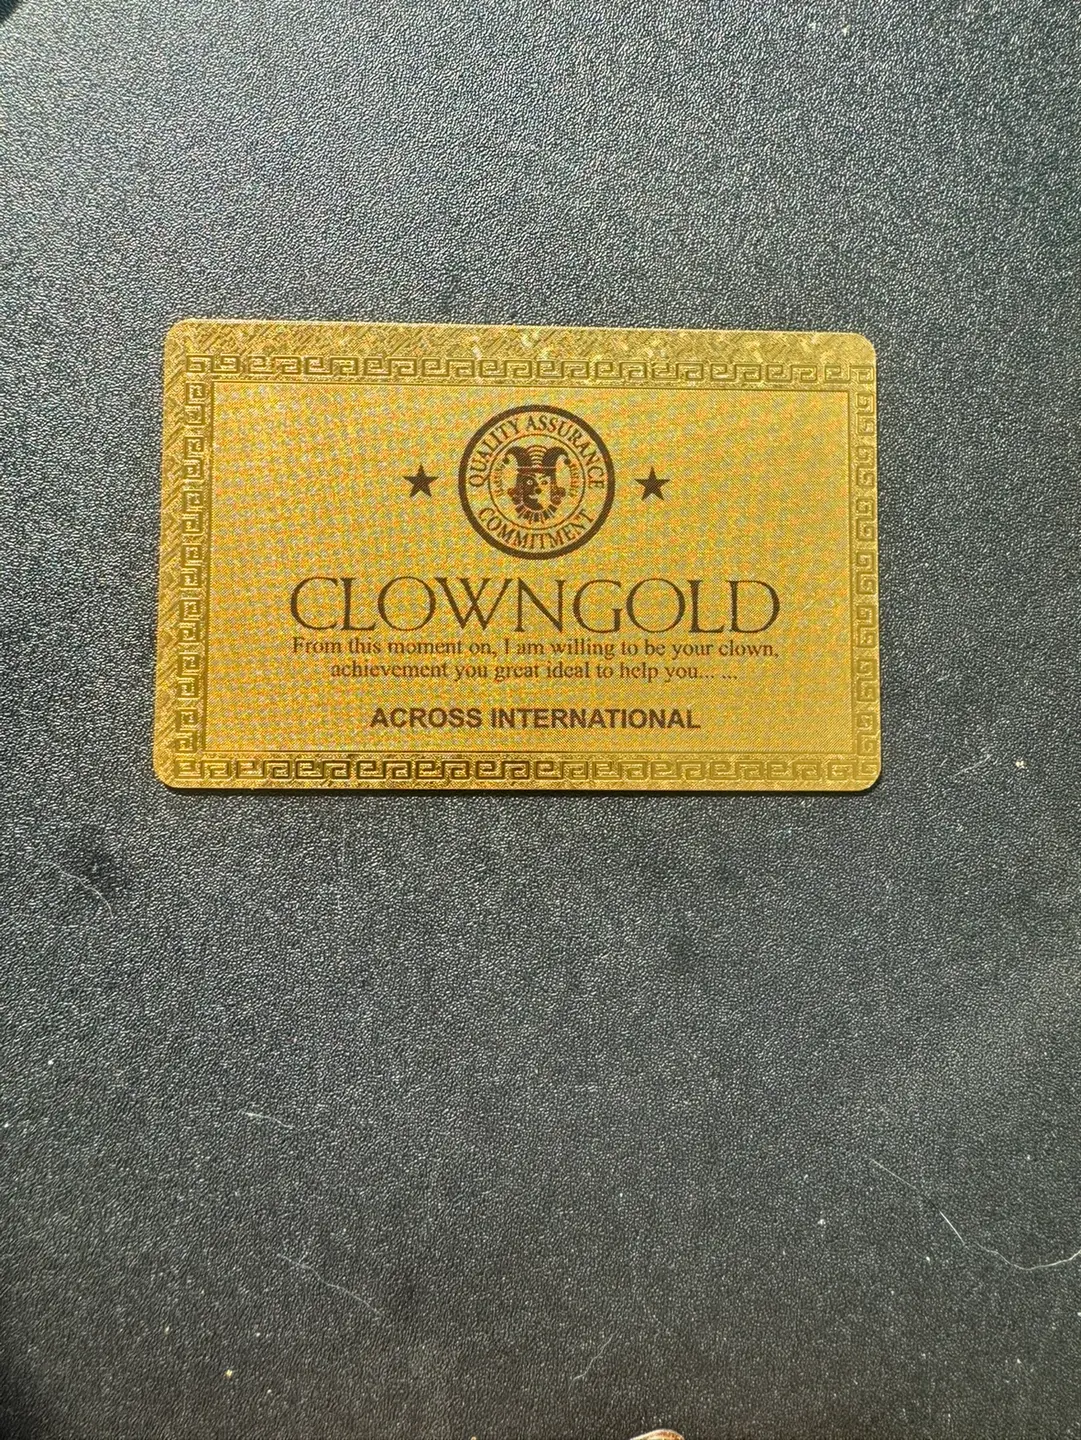 QUALITY ASSURANCE
COMMITMENT
CLOWNGOLD
From this moment on, I am willing to be your clown,
achievement you great ideal to help you... ...
ACROSS INTERNATIONAL